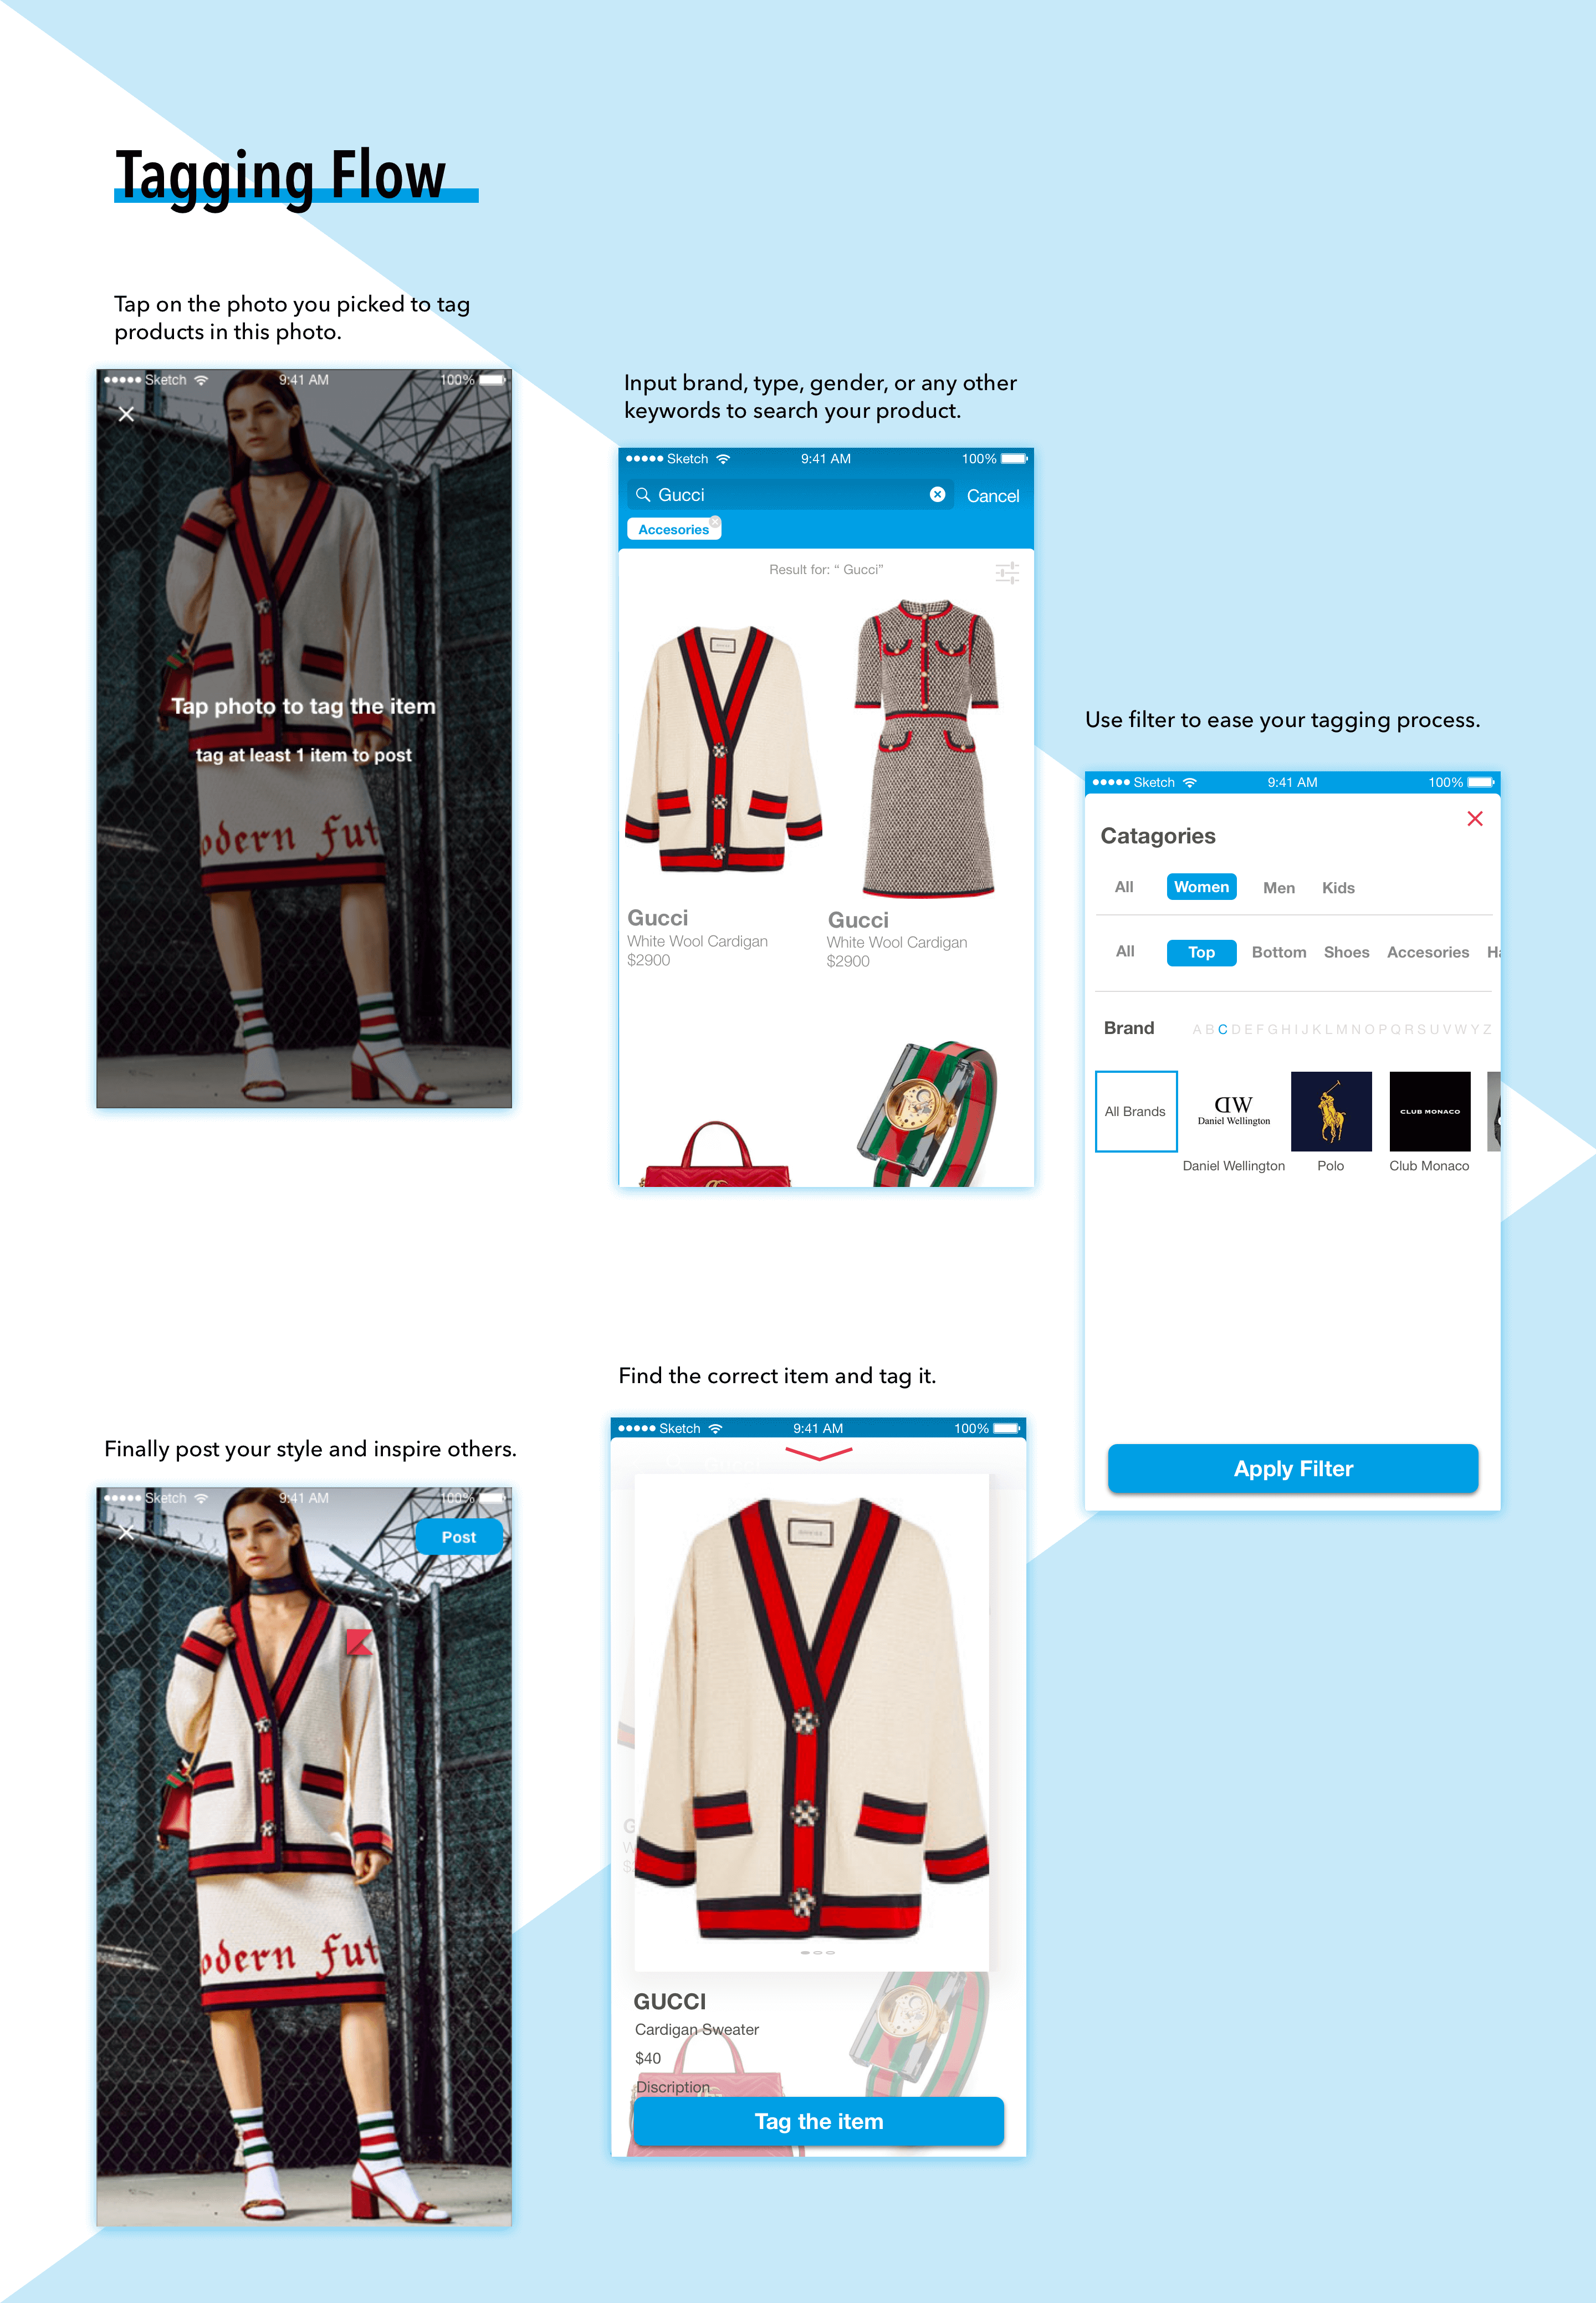 Tagging Flow
Tap on the photo you picked to tag
products in this photo.
Sketch 9:41 AM 100%
Tap photo to tag the item
tag at least 1 item to post
odern fut
Input brand, type, gender, or any other
keywords to search your product.
Sketch 9:41 AM 100%
Gucci Cancel
Accesories
Result for: “ Gucci”
Gucci Gucci
White Wool Cardigan White Wool Cardigan
$2900 $2900
Use filter to ease your tagging process.
Sketch 9:41 AM 100%
Catagories
All Women Men Kids
All Top Bottom Shoes Accesories Ha
Brand A B C D E F G H I J K L M N O P Q R S U V W Y Z
All Brands DW CLUB MONACO
Daniel Wellington
Daniel Wellington Polo Club Monaco
Apply Filter
Find the correct item and tag it.
Sketch 9:41 AM 100%
GUCCI
G
W
$
GUCCI
Cardigan Sweater
$40
Discription
Tag the item
Finally post your style and inspire others.
Sketch 9:41 AM 100%
Post
odern fut